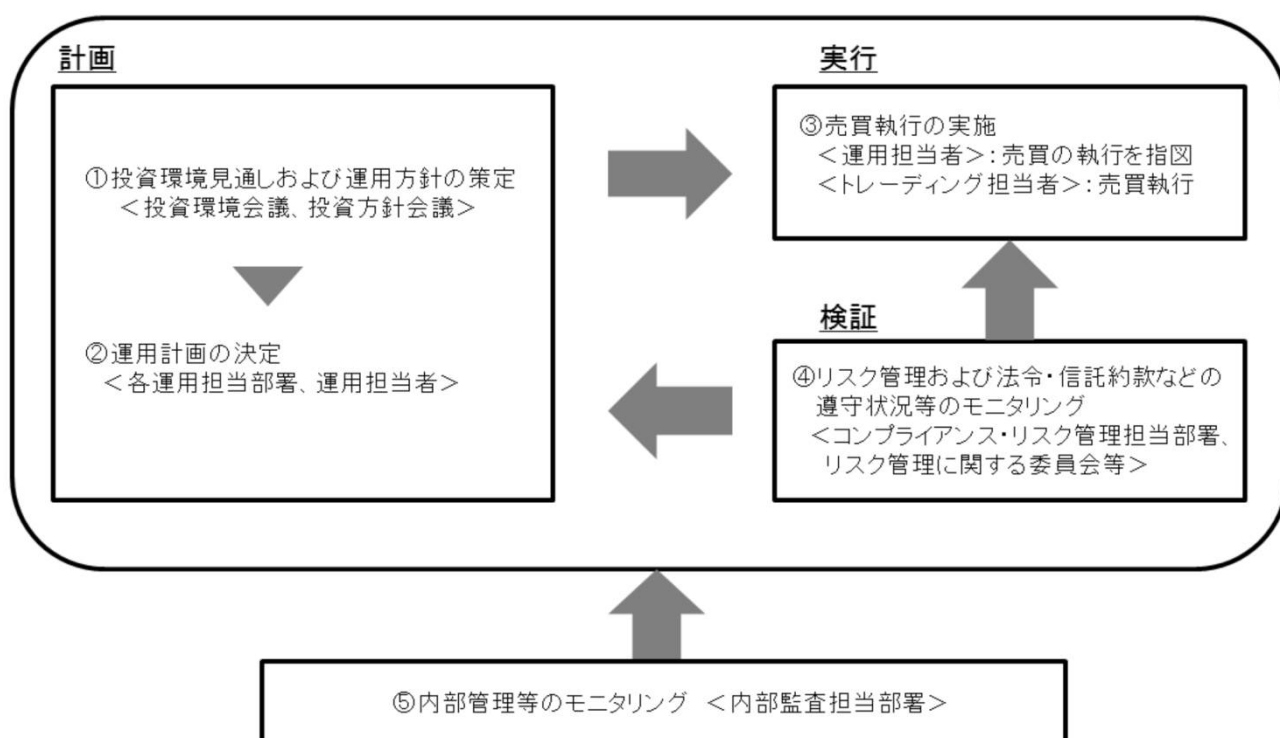 計画
①投資環境見通しおよび運用方針の策定
＜投資環境会議、投資方針会議＞
②運用計画の決定
＜各運用担当部署、運用担当者＞
実行
③売買執行の実施
＜運用担当者＞：売買の執行を指図
＜トレーディング担当者＞：売買執行
検証
④リスク管理および法令・信託約款などの
遵守状況等のモニタリング
＜コンプライアンス・リスク管理担当部署、
リスク管理に関する委員会等＞
⑤内部管理等のモニタリング ＜内部監査担当部署＞